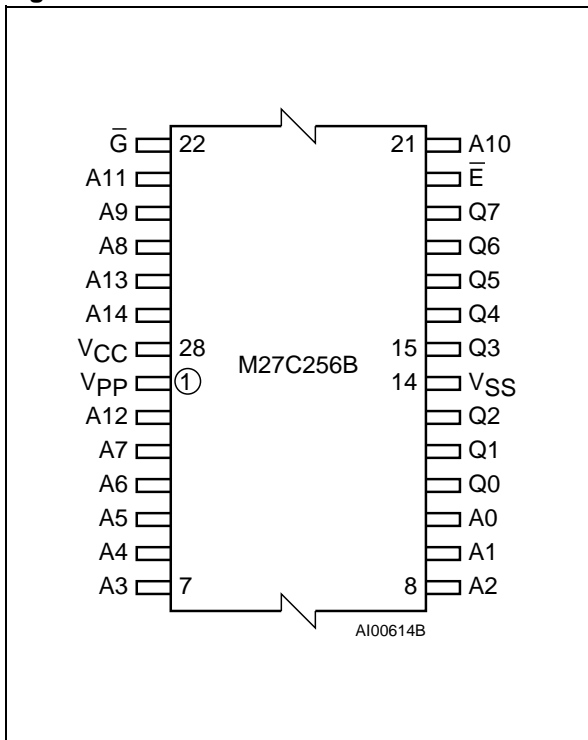 G 22 21 A10
A11 E
A9 Q7
A8 Q6
A13 Q5
A14 Q4
VCC 28 15 Q3
M27C256B
VPP 1 14 VSS
A12 Q2
A7 Q1
A6 Q0
A5 A0
A4 A1
A3 7 8 A2
AI00614B